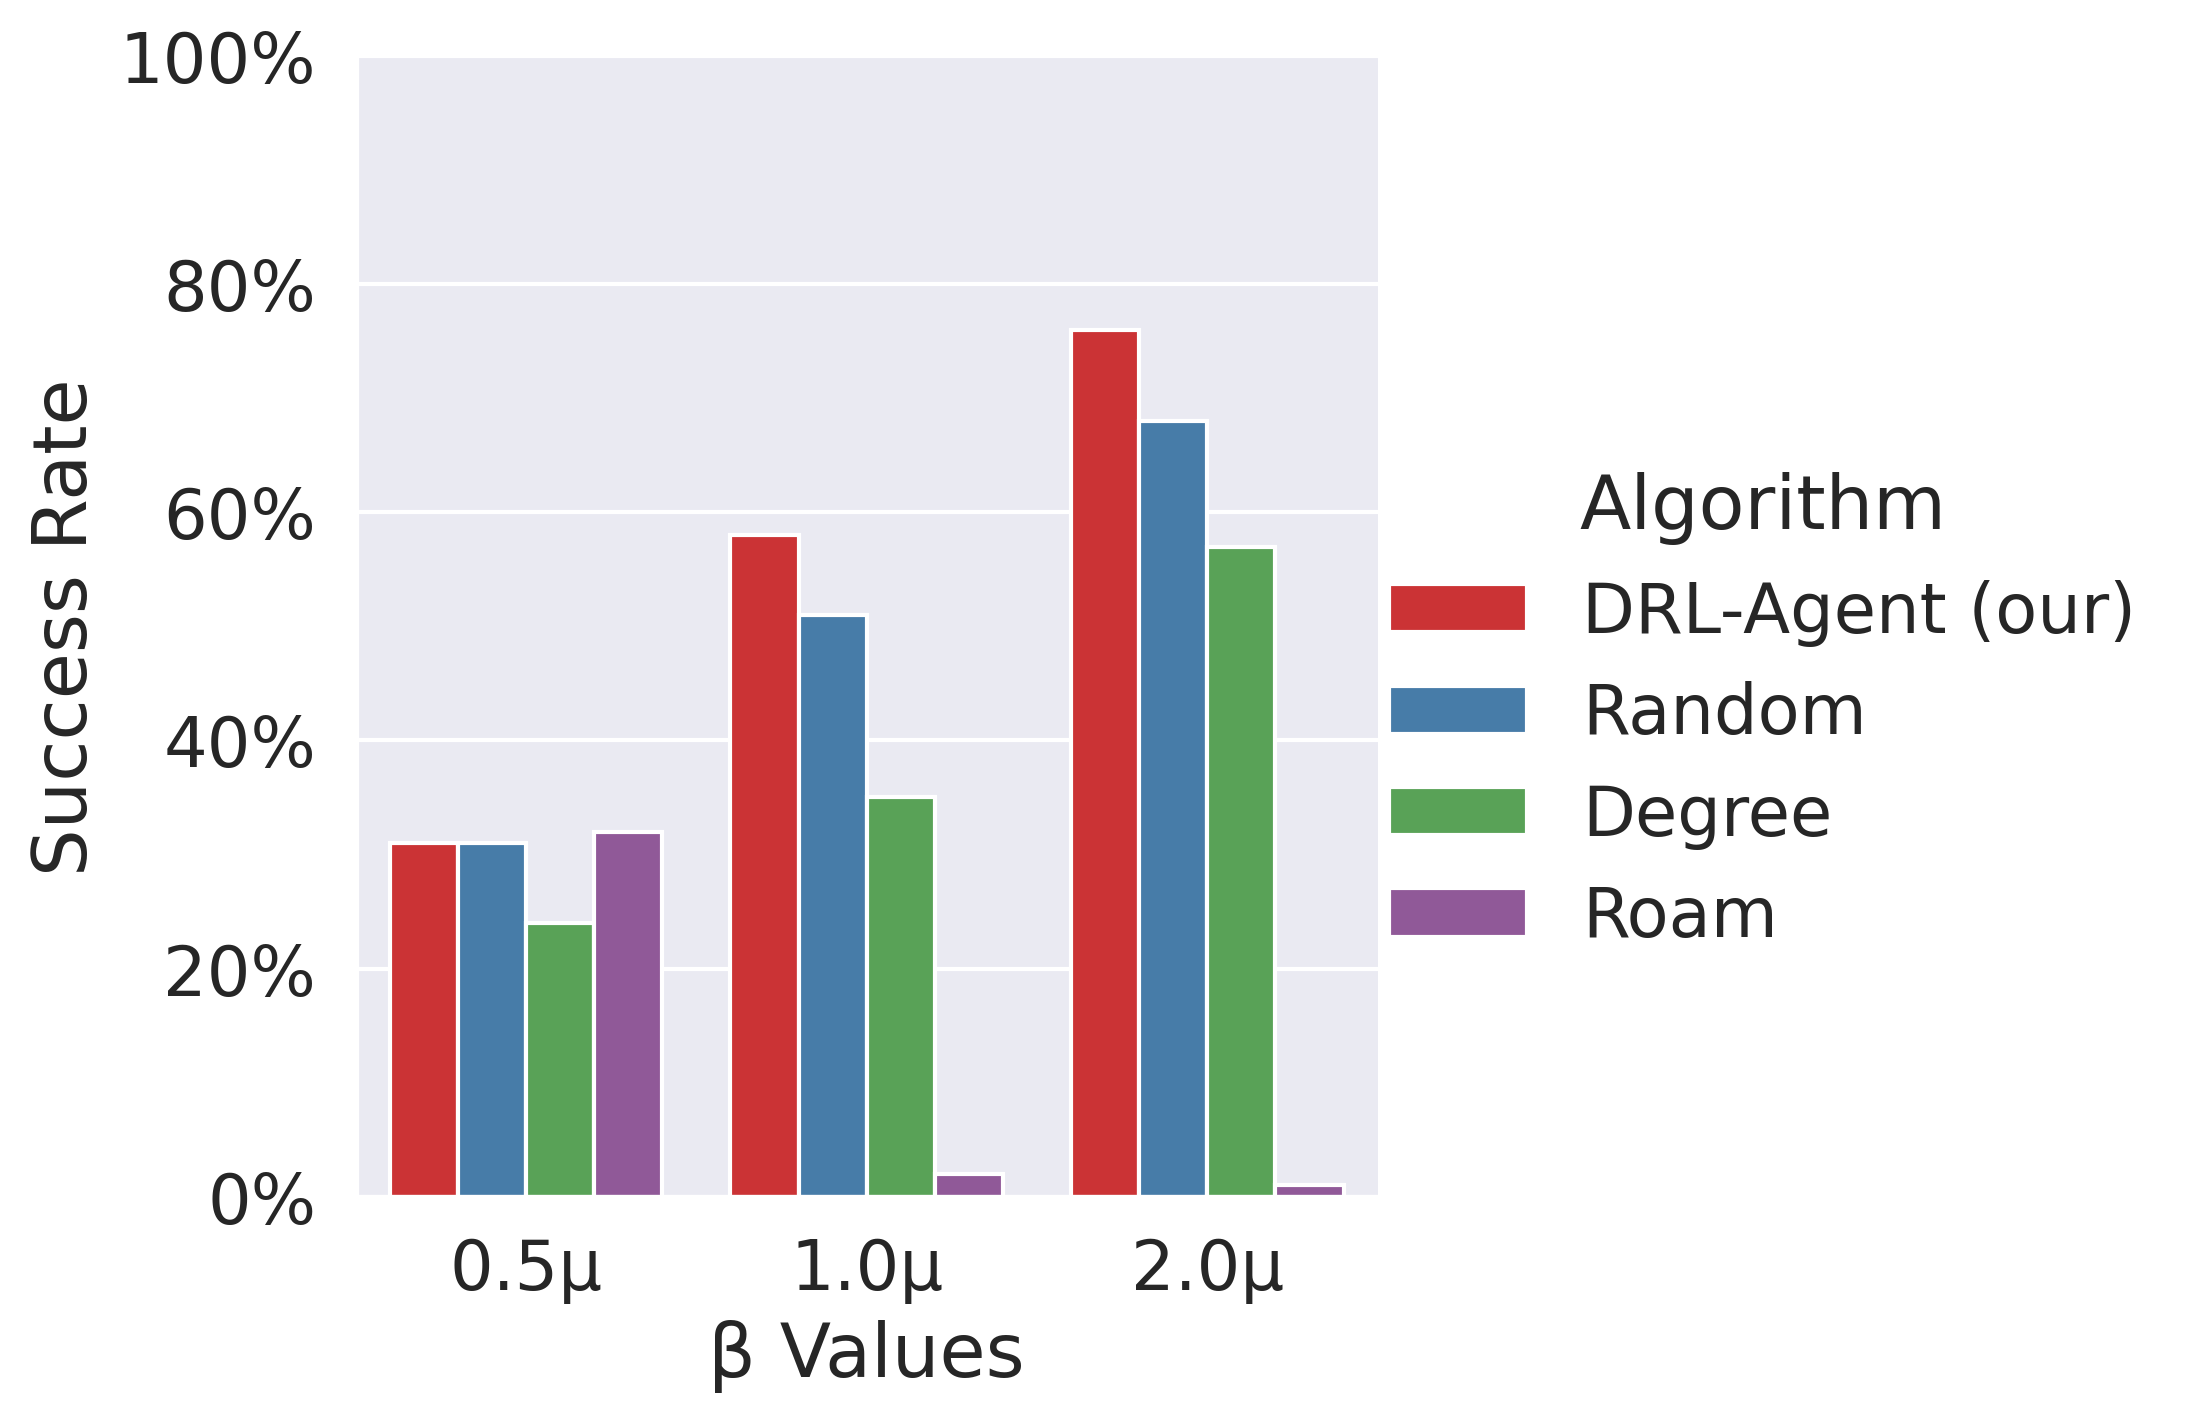 100%
80%
60%
40%
20%
0%
Success Rate
0.5μ
1.0μ
2.0μ
β Values
Algorithm
DRL-Agent (our)
Random
Degree
Roam